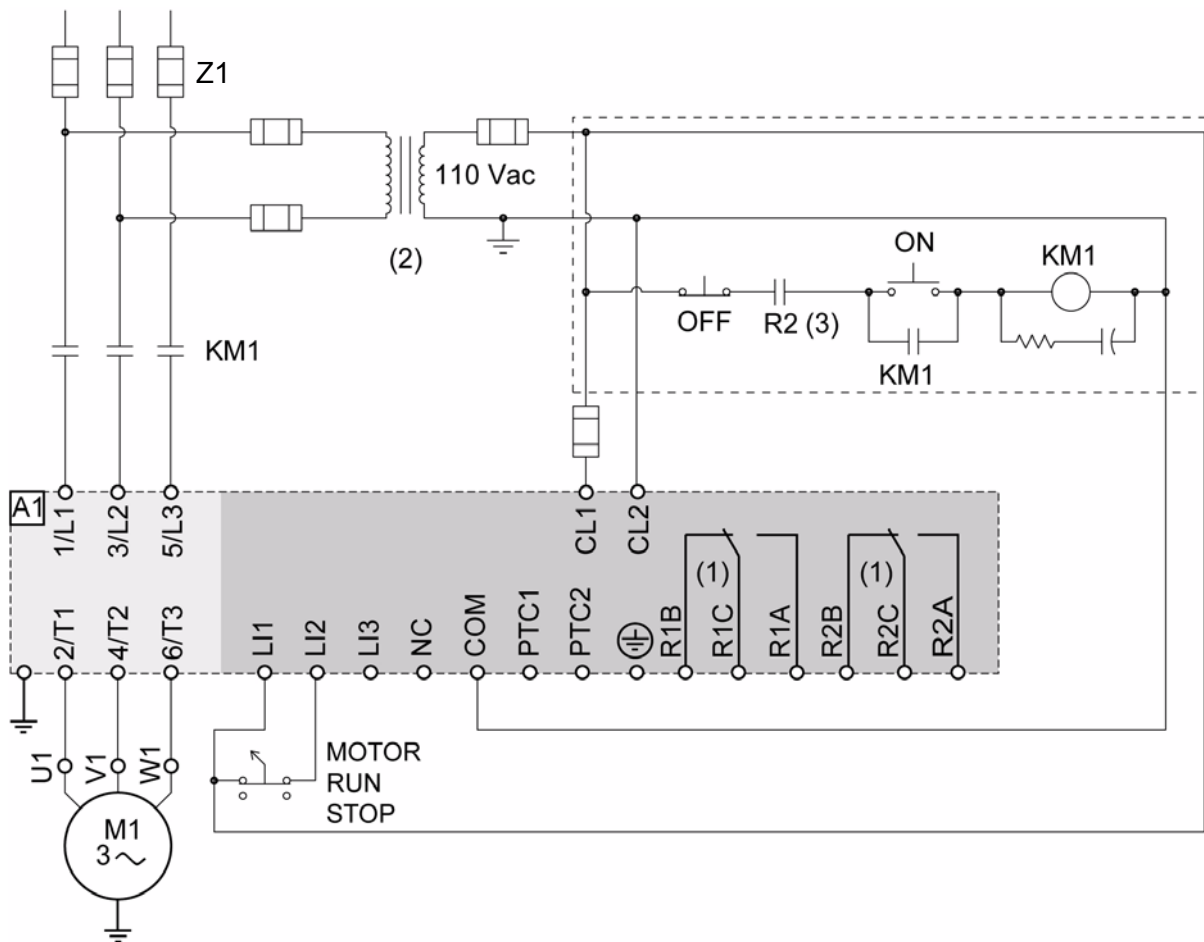 Z1
110 Vac
(2)
ON
KM1
OFF
R2 (3)
KM1
KM1
A1
1/L1
3/L2
5/L3
CL1
CL2
2/T1
4/T2
6/T3
LI1
LI2
LI3
NC
COM
PTC1
PTC2
R1B
(1)
R1C
R1A
R2B
(1)
R2C
R2A
U1
V1
W1
MOTOR
RUN
STOP
M1
3